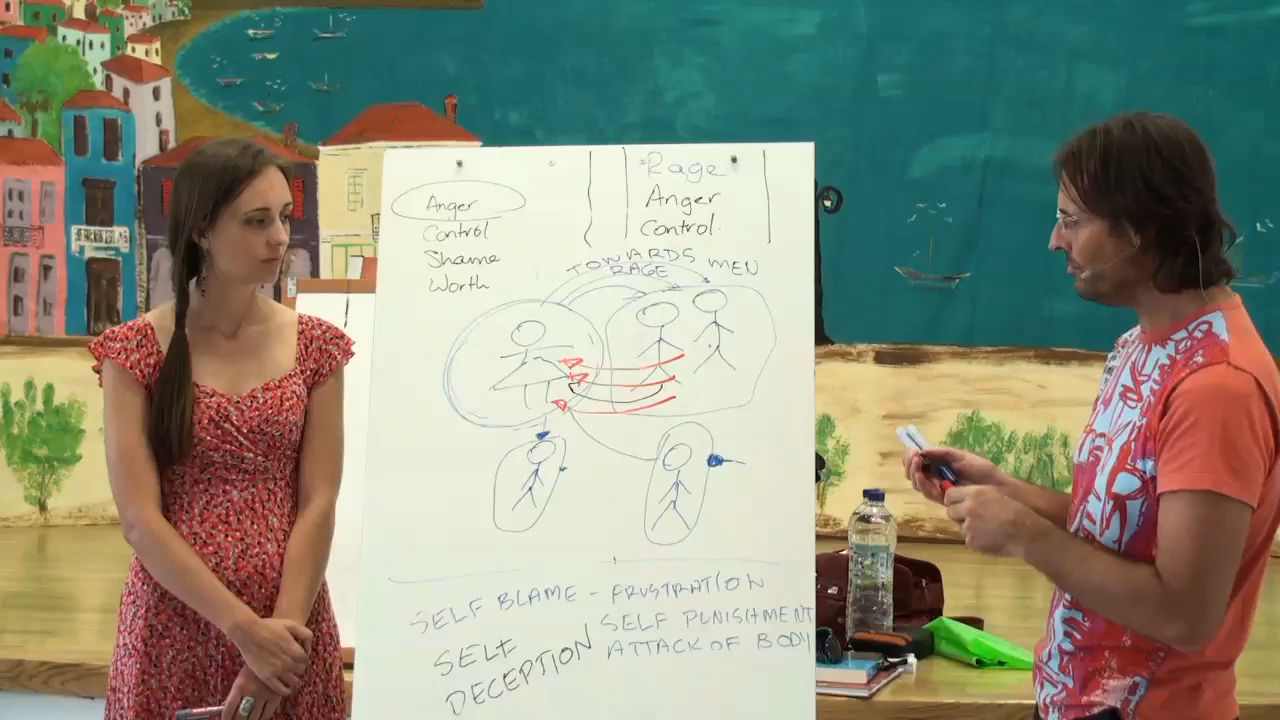 Anger
Control
Shame
Worth
Rage
Anger
Control.
TOWARDS MEN
RAGE
SELF BLAME - FRUSTRATION
SELF PUNISHMENT
ATTACK OF BODY
SELF
DECEPTION